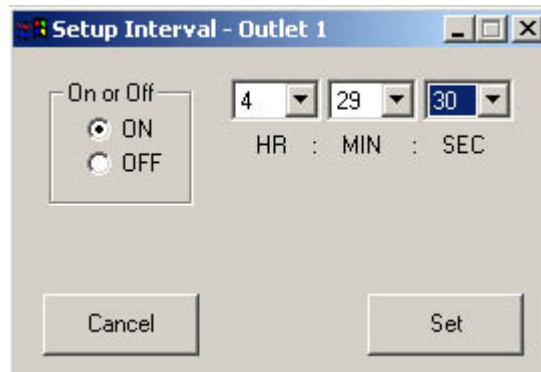 Setup Interval - Outlet 1
On or Off
ON
OFF
4 29 30
HR : MIN : SEC
Cancel Set